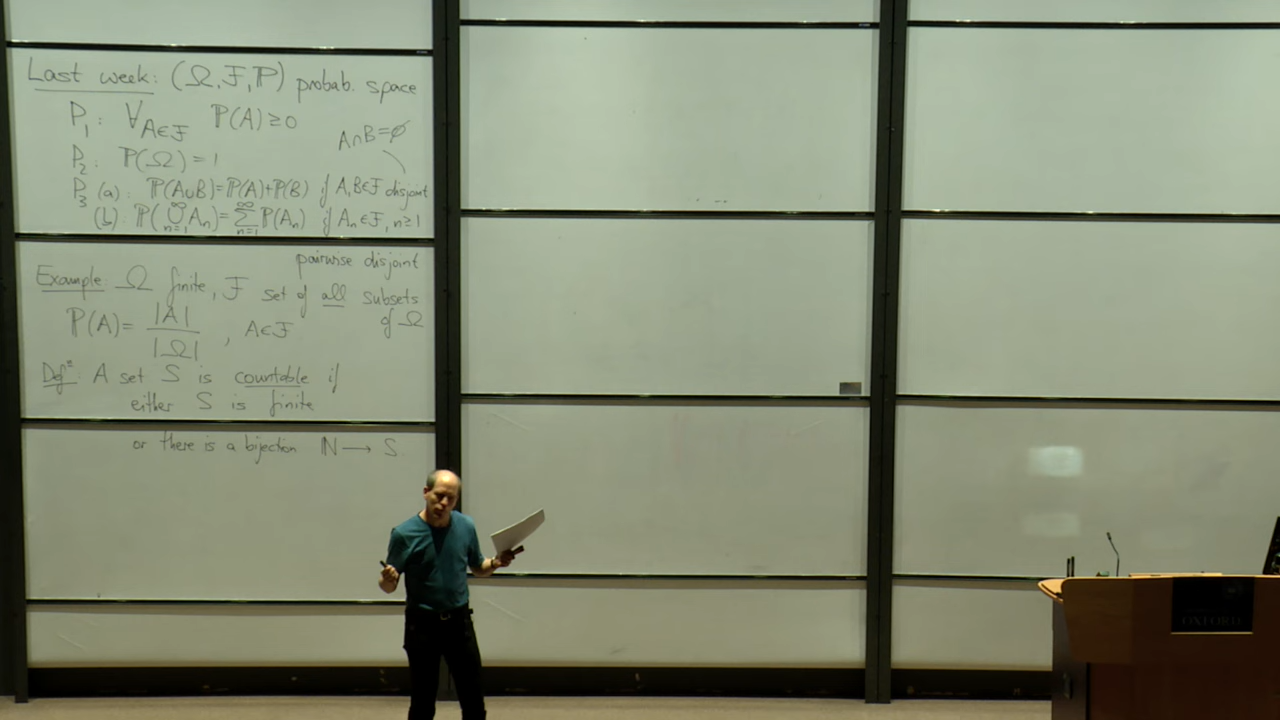 Last week: (Ω, F, ℙ) probab. space
P₁: ∀A∈F ℙ(A) ≥ 0
A∩B=∅
P₂: ℙ(Ω) = 1
P₃ (a): ℙ(A∪B)=ℙ(A)+ℙ(B) if A,B∈F disjoint
(b): ℙ(⋃_{n=1}^∞ Aₙ)=∑_{n=1}^∞ ℙ(Aₙ) if Aₙ∈F, n≥1
pairwise disjoint
Example: Ω finite, F set of all subsets
of Ω
ℙ(A)= |A|/|Ω| , A∈F
Defⁿ: A set S is countable if
either S is finite
or there is a bijection ℕ → S
OXFORD